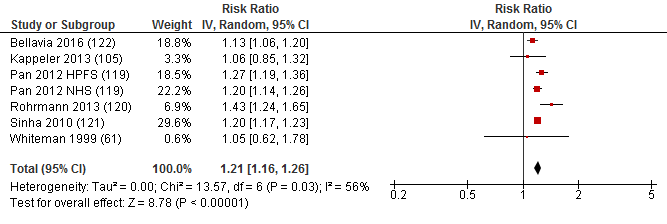 Risk Ratio Risk Ratio
Study or Subgroup Weight IV, Random, 95% CI IV, Random, 95% CI
Bellavia 2016 (122) 18.8% 1.13 [1.06, 1.20]
Kappeler 2013 (105) 3.3% 1.06 [0.85, 1.32]
Pan 2012 HPFS (119) 18.5% 1.27 [1.19, 1.36]
Pan 2012 NHS (119) 22.2% 1.20 [1.14, 1.26]
Rohrmann 2013 (120) 6.9% 1.43 [1.24, 1.65]
Sinha 2010 (121) 29.6% 1.20 [1.17, 1.23]
Whiteman 1999 (61) 0.6% 1.05 [0.62, 1.78]
Total (95% CI) 100.0% 1.21 [1.16, 1.26]
Heterogeneity: Tau² = 0.00; Chi² = 13.57, df = 6 (P = 0.03); I² = 56%
Test for overall effect: Z = 8.78 (P < 0.00001)
0.2 0.5 1 2 5